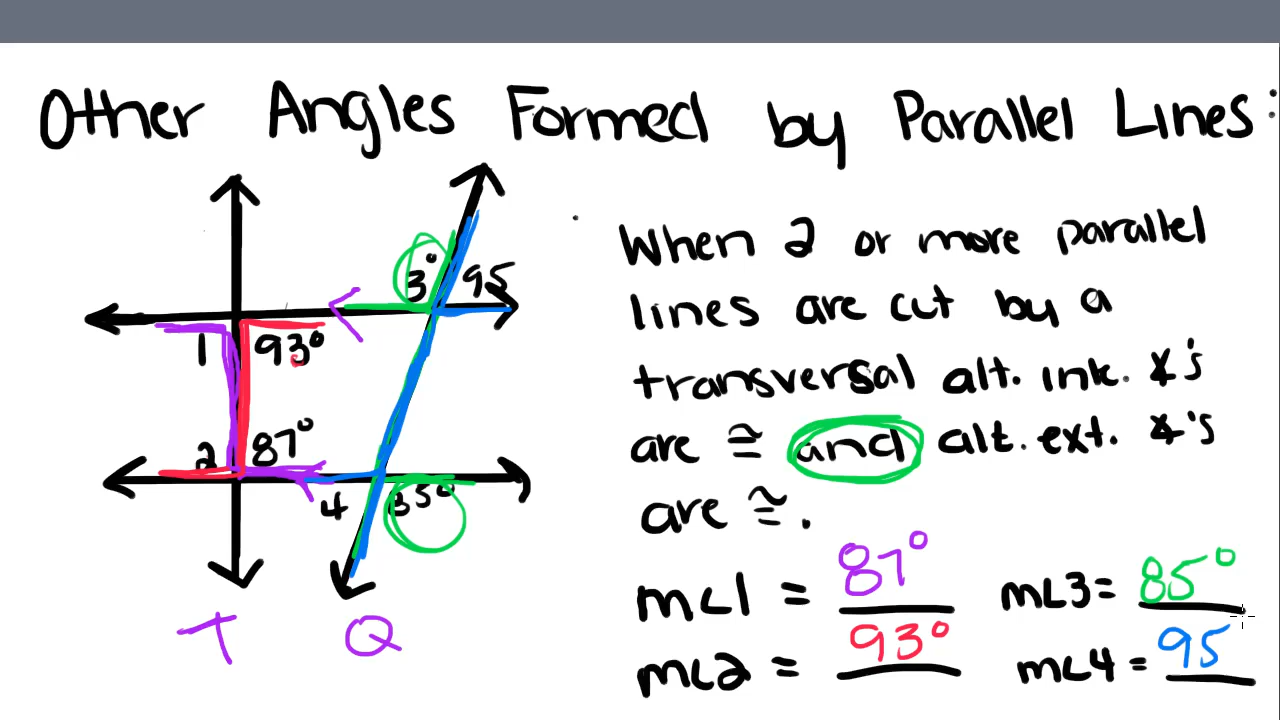 Other Angles Formed by Parallel Lines:
3° 95
1 93°
2 87°
4 85°
T Q
When 2 or more parallel
lines are cut by a
transversal alt. int. ∡'s
are ≅ and alt. ext. ∡'s
are ≅.
m∠1 = 87° m∠3 = 85°
m∠2 = 93° m∠4 = 95